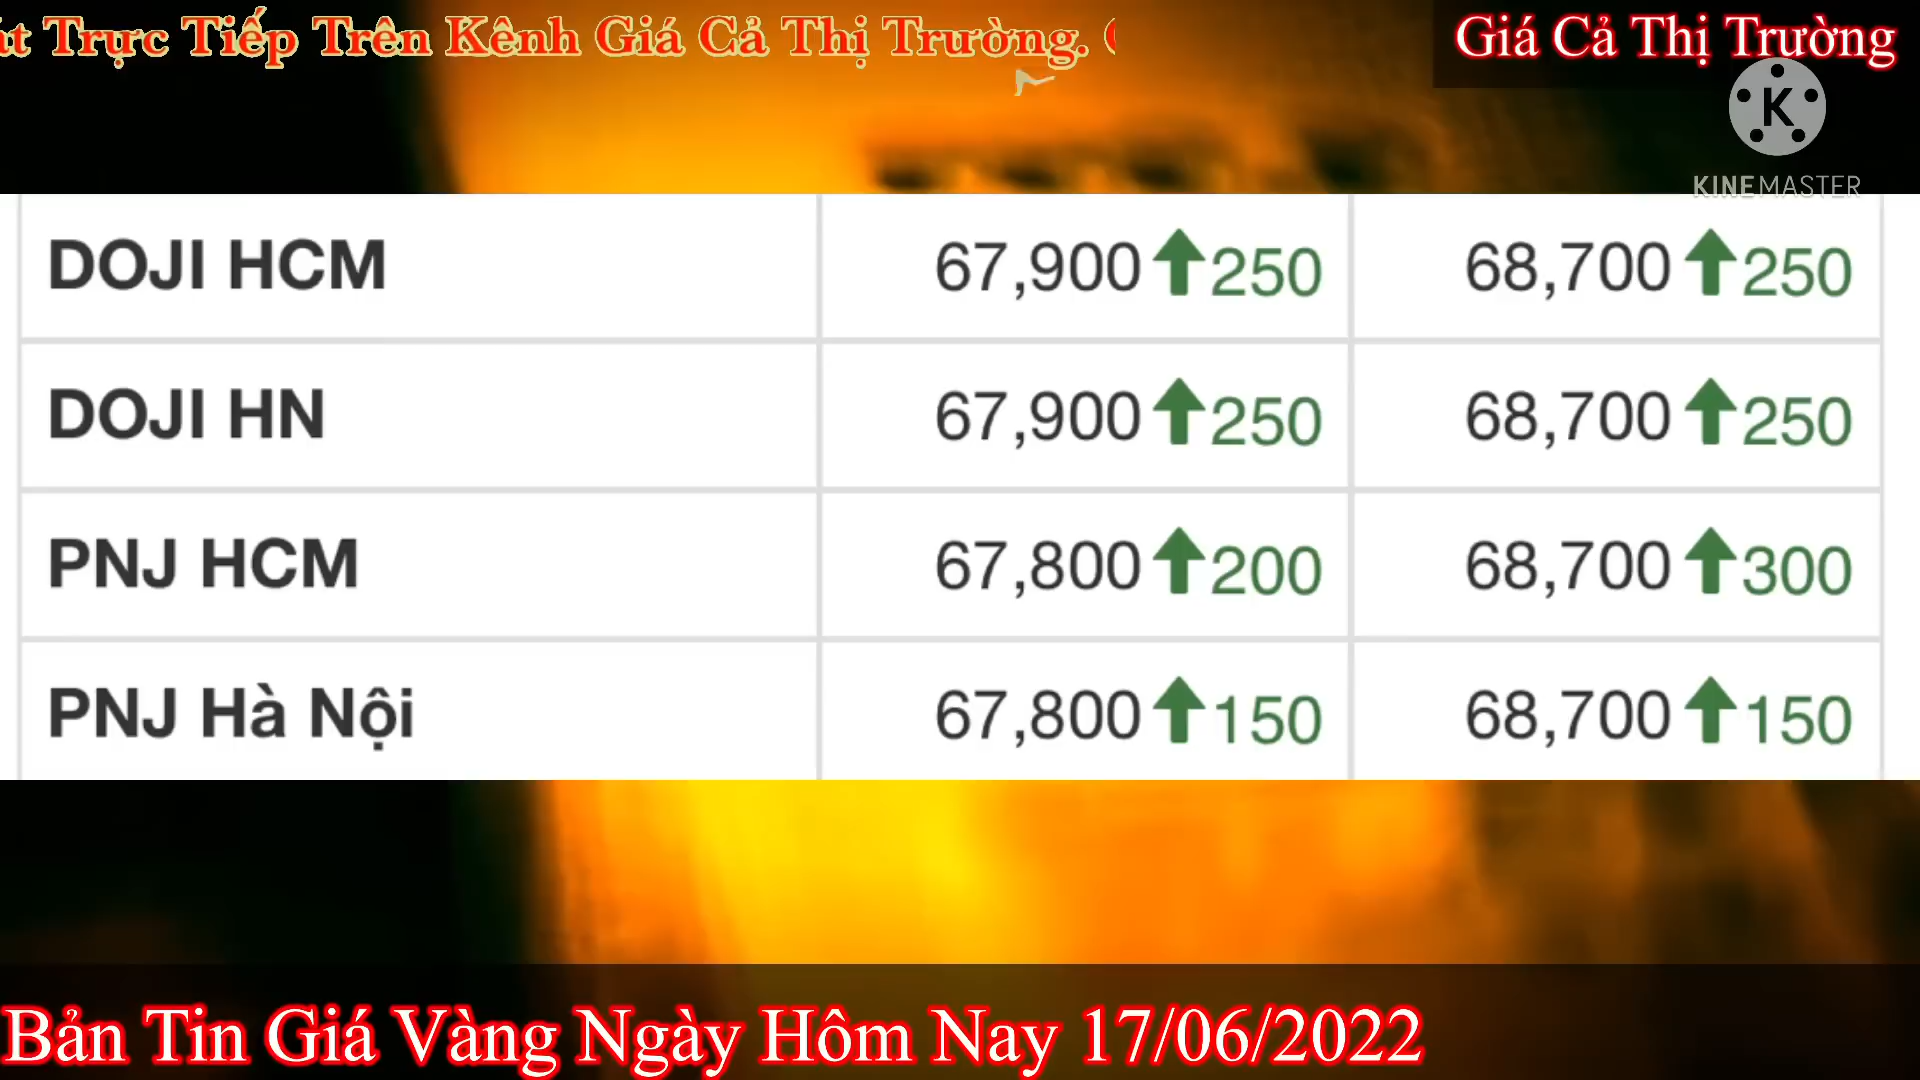 Trực Tiếp Trên Kênh Giá Cả Thị Trường.
Giá Cả Thị Trường
K
KINEMASTER
DOJI HCM 67,900 250 68,700 250
DOJI HN 67,900 250 68,700 250
PNJ HCM 67,800 200 68,700 300
PNJ Hà Nội 67,800 150 68,700 150
Bản Tin Giá Vàng Ngày Hôm Nay 17/06/2022